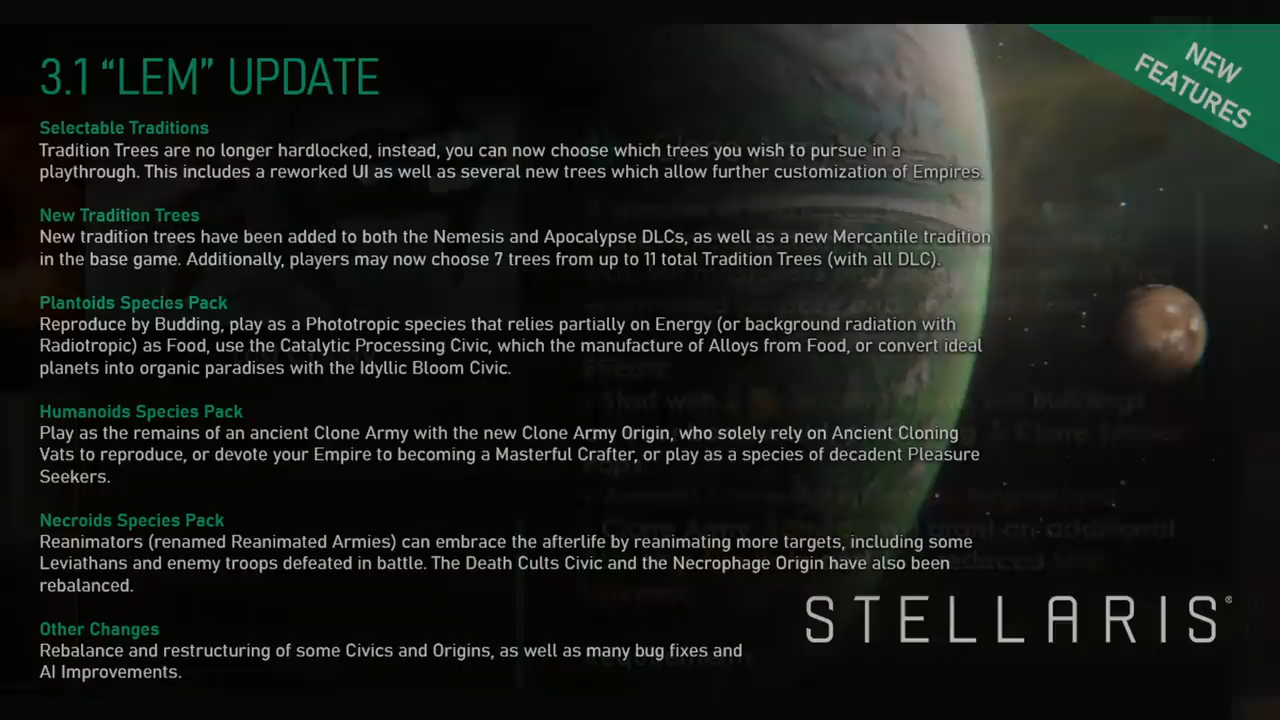 3.1 “LEM” UPDATE
NEW
FEATURES
Selectable Traditions
Tradition Trees are no longer hardlocked, instead, you can now choose which trees you wish to pursue in a
playthrough. This includes a reworked UI as well as several new trees which allow further customization of Empires.
New Tradition Trees
New tradition trees have been added to both the Nemesis and Apocalypse DLCs, as well as a new Mercantile tradition
in the base game. Additionally, players may now choose 7 trees from up to 11 total Tradition Trees (with all DLC).
Plantoids Species Pack
Reproduce by Budding, play as a Phototropic species that relies partially on Energy (or background radiation with
Radiotropic) as Food, use the Catalytic Processing Civic, which the manufacture of Alloys from Food, or convert ideal
planets into organic paradises with the Idyllic Bloom Civic.
Humanoids Species Pack
Play as the remains of an ancient Clone Army with the new Clone Army Origin, who solely rely on Ancient Cloning
Vats to reproduce, or devote your Empire to becoming a Masterful Crafter, or play as a species of decadent Pleasure
Seekers.
Necroids Species Pack
Reanimators (renamed Reanimated Armies) can embrace the afterlife by reanimating more targets, including some
Leviathans and enemy troops defeated in battle. The Death Cults Civic and the Necrophage Origin have also been
rebalanced.
Other Changes
Rebalance and restructuring of some Civics and Origins, as well as many bug fixes and
AI Improvements.
STELLARIS®